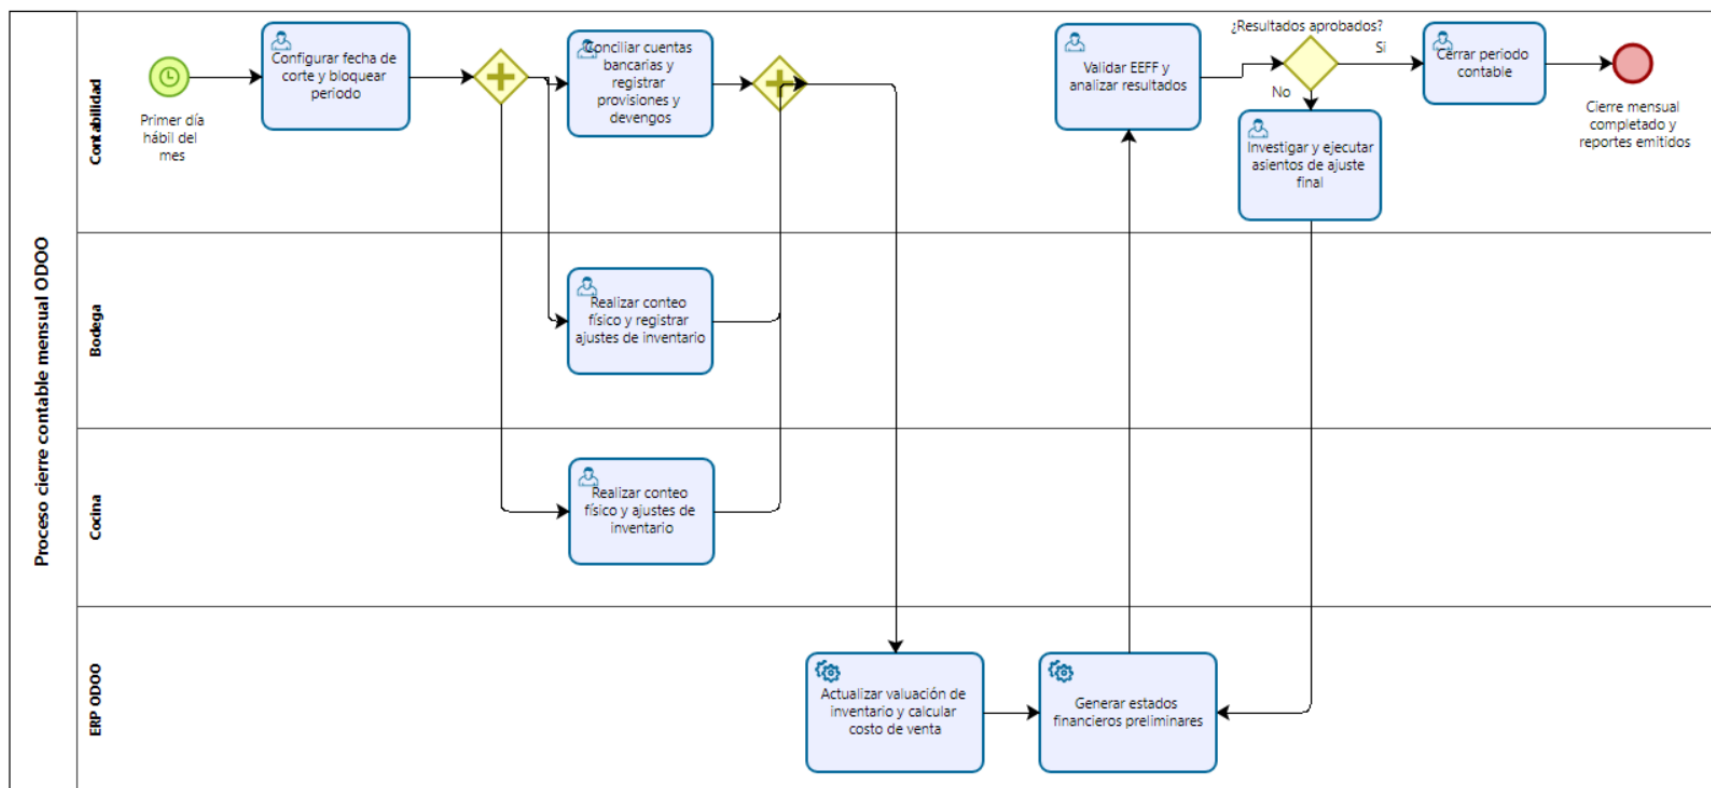 Proceso cierre contable mensual ODOO
Contabilidad
Primer día
hábil del
mes
Configurar fecha de
corte y bloquear
periodo
Conciliar cuentas
bancarias y
registrar
provisiones y
devengos
Validar EEFF y
analizar resultados
¿Resultados aprobados?
Si
No
Cerrar periodo
contable
Cierre mensual
completado y
reportes emitidos
Investigar y ejecutar
asientos de ajuste
final
Bodega
Realizar conteo
físico y registrar
ajustes de inventario
Cocina
Realizar conteo
físico y ajustes de
inventario
ERP ODOO
Actualizar valuación de
inventario y calcular
costo de venta
Generar estados
financieros preliminares